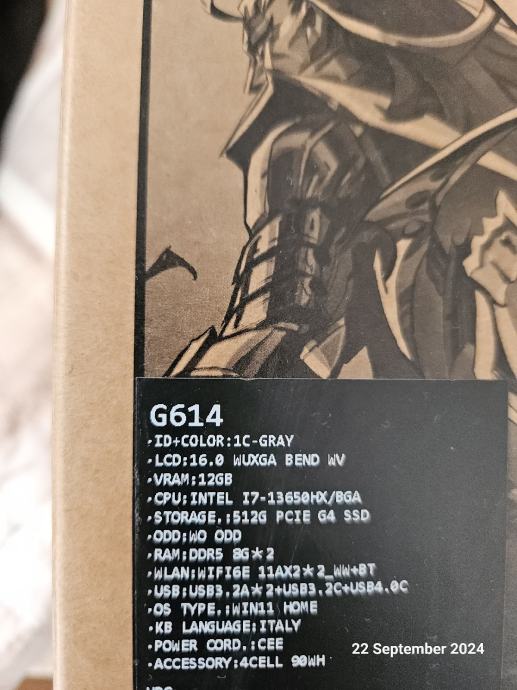 G614
·ID+COLOR:1C-GRAY
·LCD:16.0 WUXGA BEND WV
·VRAM:12GB
·CPU:INTEL I7-13650HX/BGA
·STORAGE.:512G PCIE G4 SSD
·ODD:WO ODD
·RAM:DDR5 8G*2
·WLAN:WIFI6E 11AX2*2_WW+BT
·USB:USB3.2A*2+USB3.2C+USB4.0C
·OS TYPE.:WIN11 HOME
·KB LANGUAGE:ITALY
·POWER CORD.:CEE
22 September 2024
·ACCESSORY:4CELL 90WH